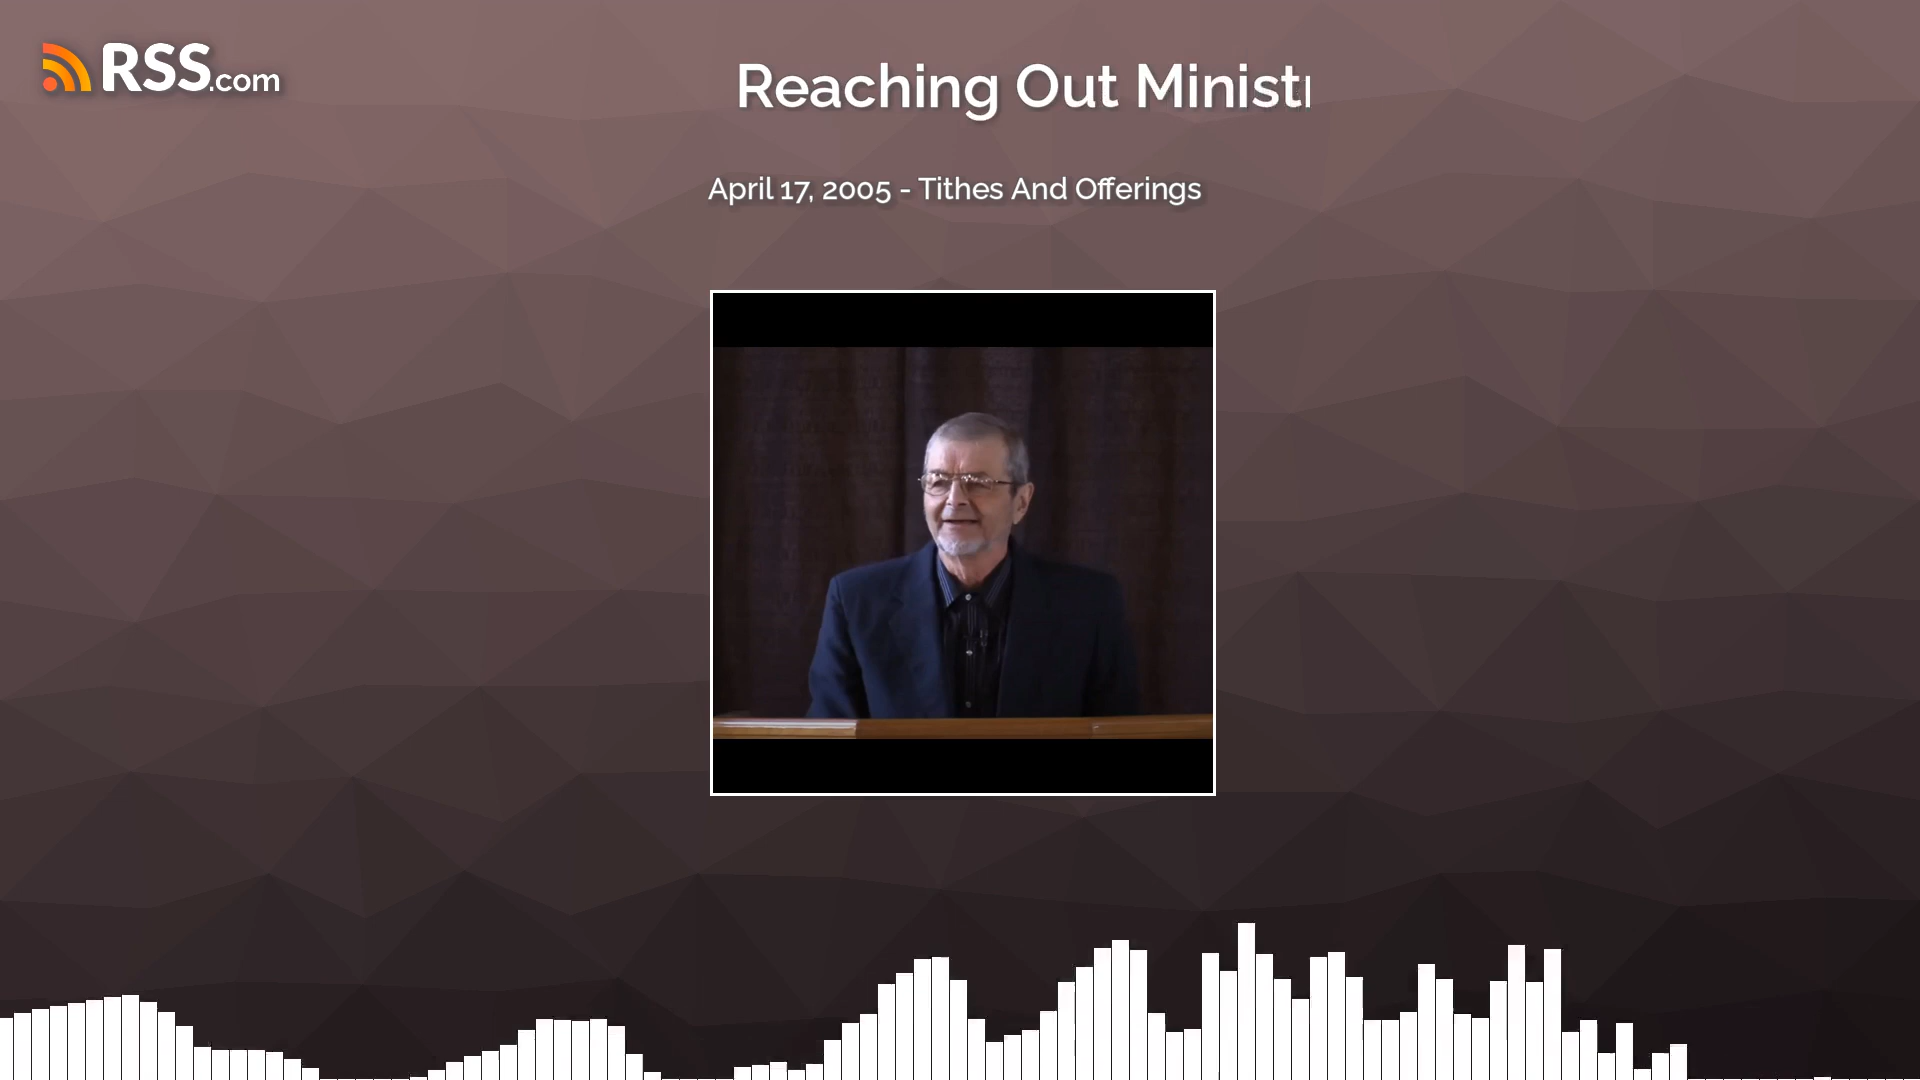 RSS.com
Reaching Out Minist
April 17, 2005 - Tithes And Offerings